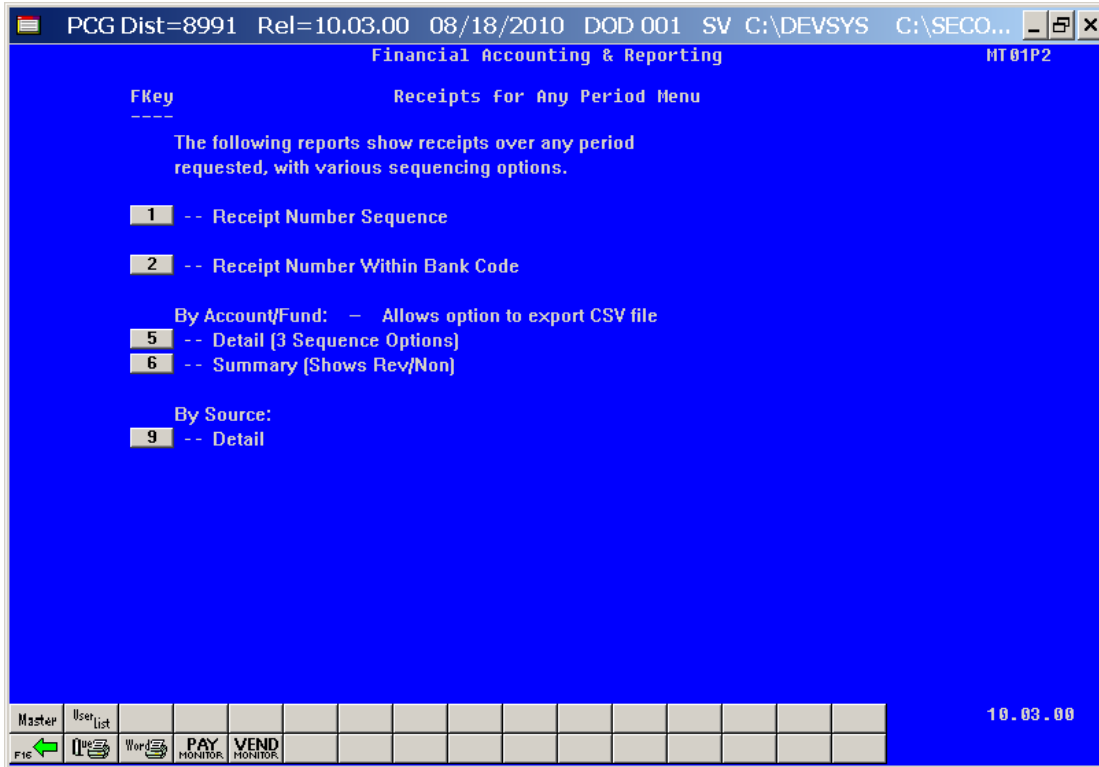 PCG Dist=8991 Rel=10.03.00 08/18/2010 DOD 001 SV C:\DEVSYS C:\SECO...
Financial Accounting & Reporting MT01P2
FKey Receipts for Any Period Menu
----
The following reports show receipts over any period
requested, with various sequencing options.
1 -- Receipt Number Sequence
2 -- Receipt Number Within Bank Code
By Account/Fund: – Allows option to export CSV file
5 -- Detail (3 Sequence Options)
6 -- Summary (Shows Rev/Non)
By Source:
9 -- Detail
Master User List 10.03.00
F16 Que Word PAY MONITOR VEND MONITOR